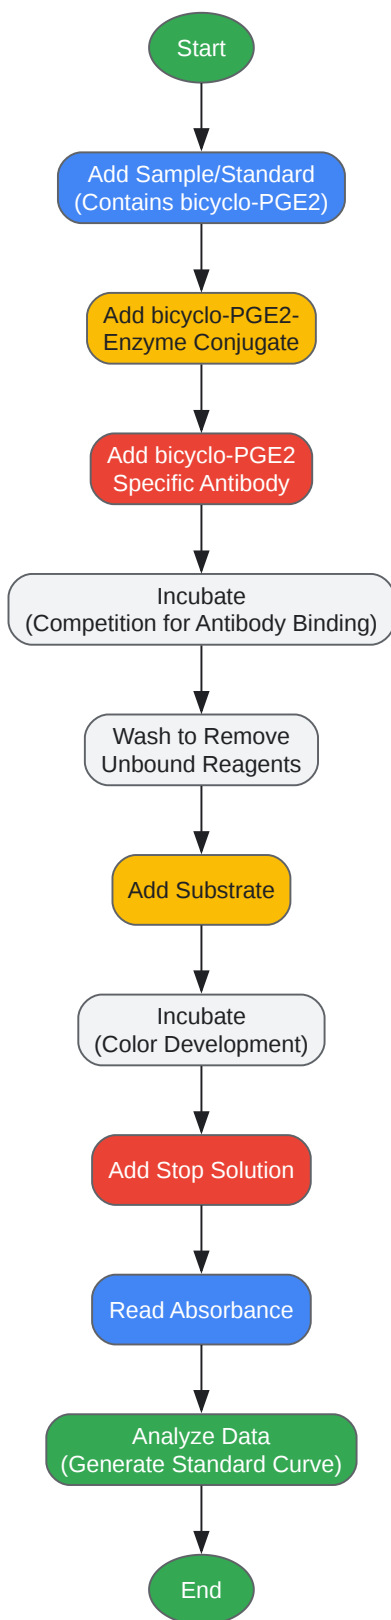 Start
Add Sample/Standard
(Contains bicyclo-PGE2)
Add bicyclo-PGE2-
Enzyme Conjugate
Add bicyclo-PGE2
Specific Antibody
Incubate
(Competition for Antibody Binding)
Wash to Remove
Unbound Reagents
Add Substrate
Incubate
(Color Development)
Add Stop Solution
Read Absorbance
Analyze Data
(Generate Standard Curve)
End